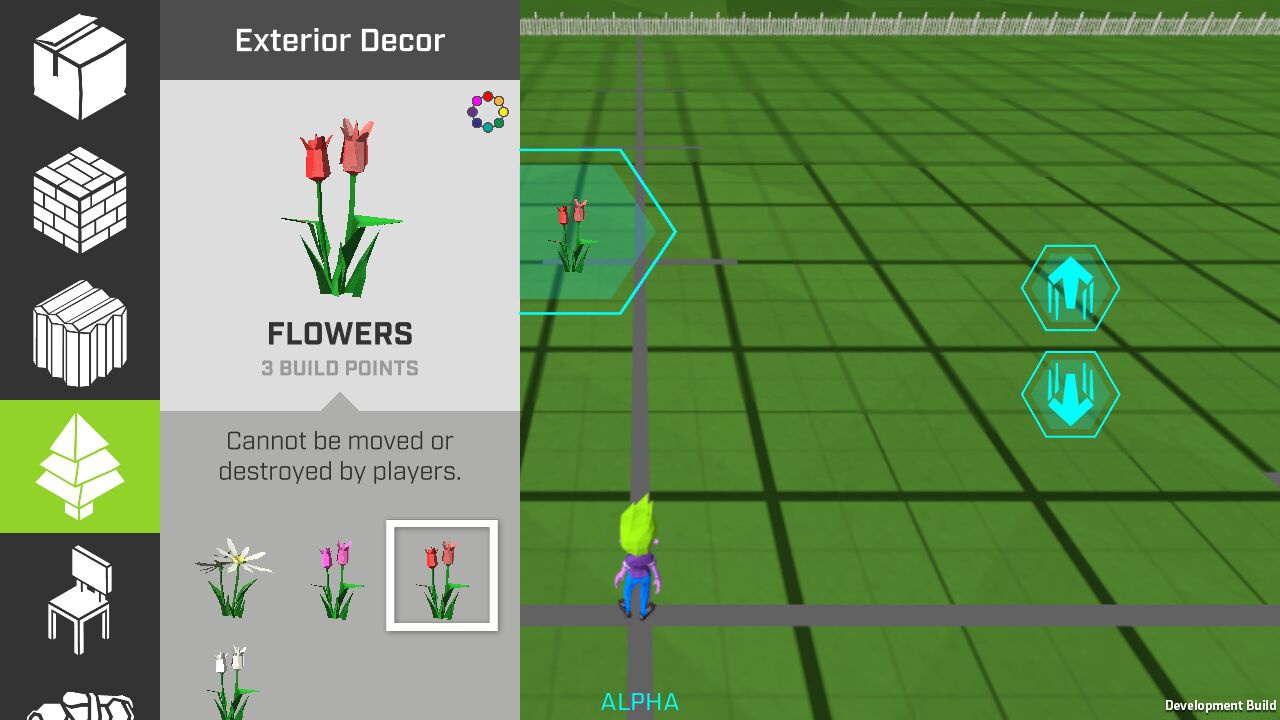 Exterior Decor
FLOWERS
3 BUILD POINTS
Cannot be moved or
destroyed by players.
ALPHA
Development Build